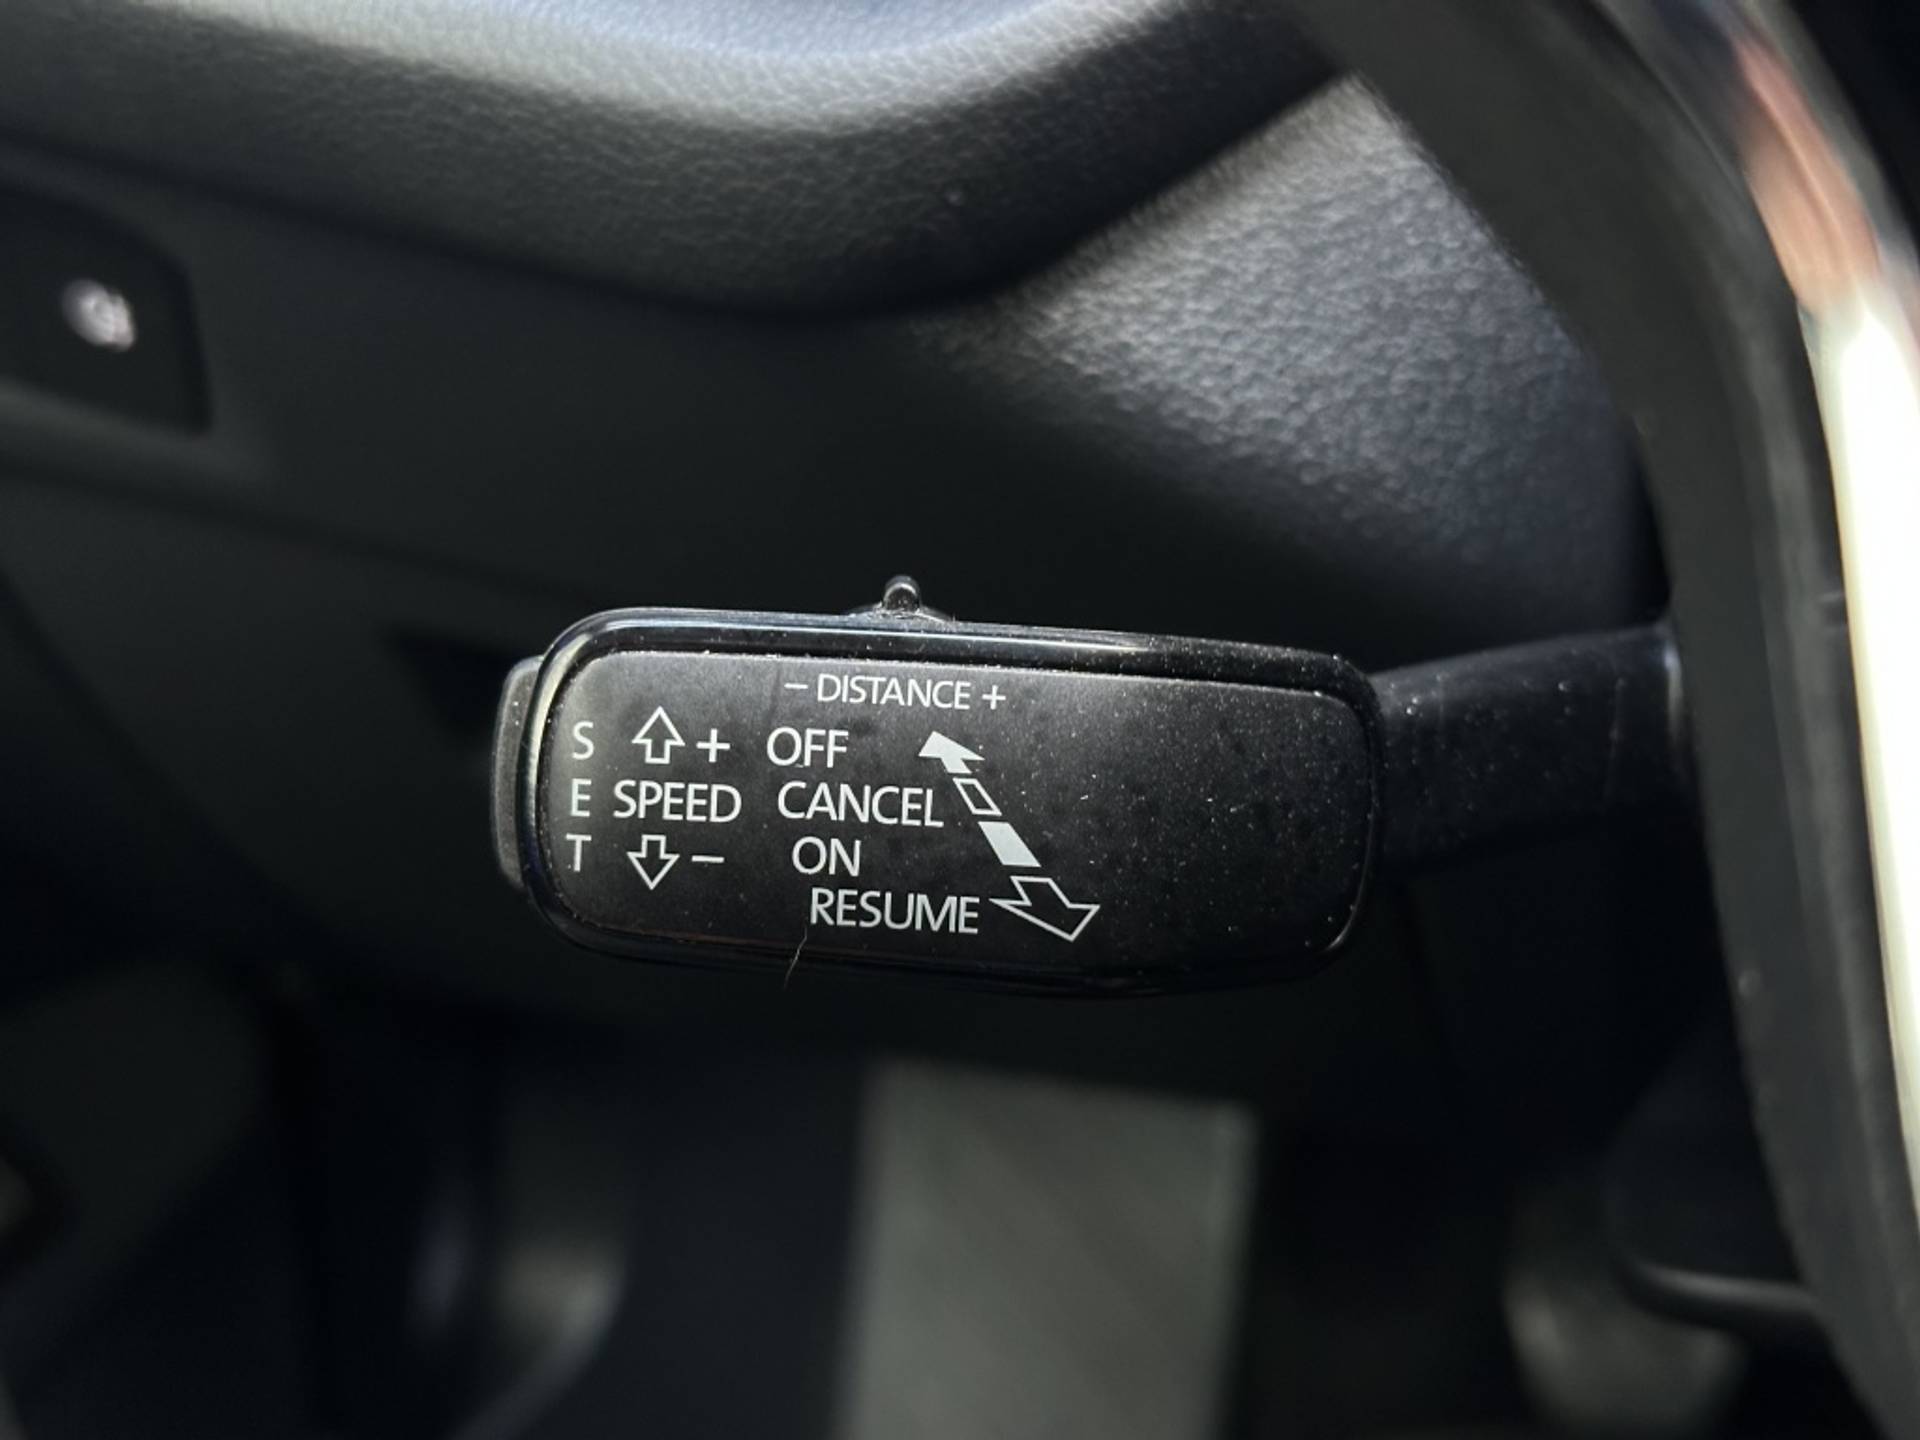 – DISTANCE +
S + OFF
E SPEED CANCEL
T – ON
RESUME